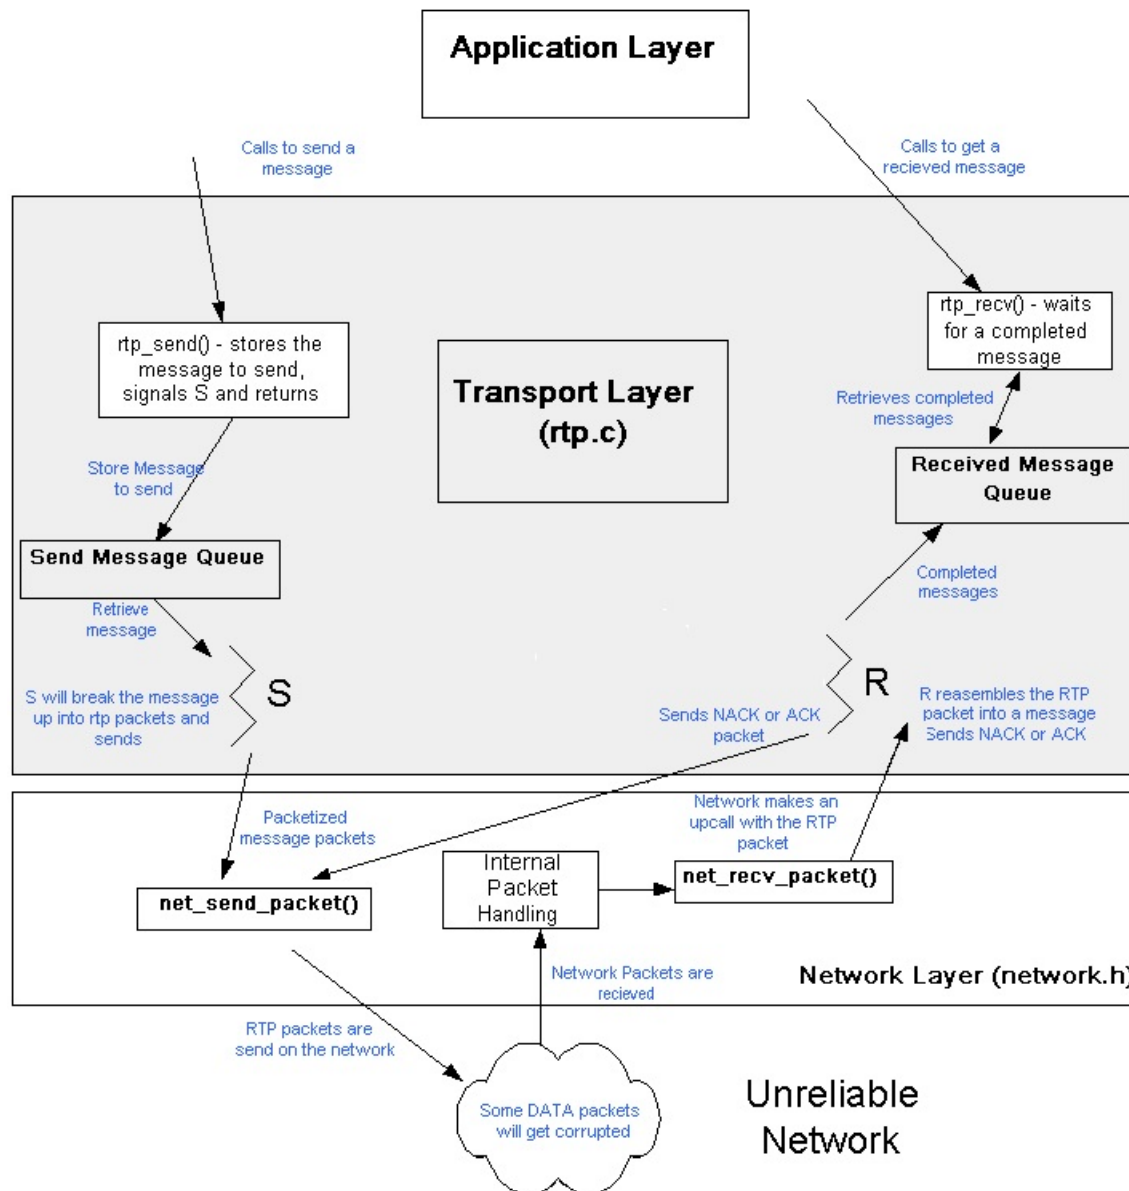 Application Layer
Calls to send a
message
Calls to get a
recieved message
rtp_send() - stores the
message to send,
signals S and returns
rtp_recv() - waits
for a completed
message
Transport Layer
(rtp.c)
Retrieves completed
messages
Store Message
to send
Received Message
Queue
Send Message Queue
Retrieve
message
Completed
messages
S will break the message
up into rtp packets and
sends
S
Sends NACK or ACK
packet
R
R reasembles the RTP
packet into a message
Sends NACK or ACK
Packetized
message packets
Network makes an
upcall with the RTP
packet
Internal
Packet
Handling
net_recv_packet()
net_send_packet()
Network Packets are
recieved
Network Layer (network.h)
RTP packets are
send on the network
Some DATA packets
will get corrupted
Unreliable
Network